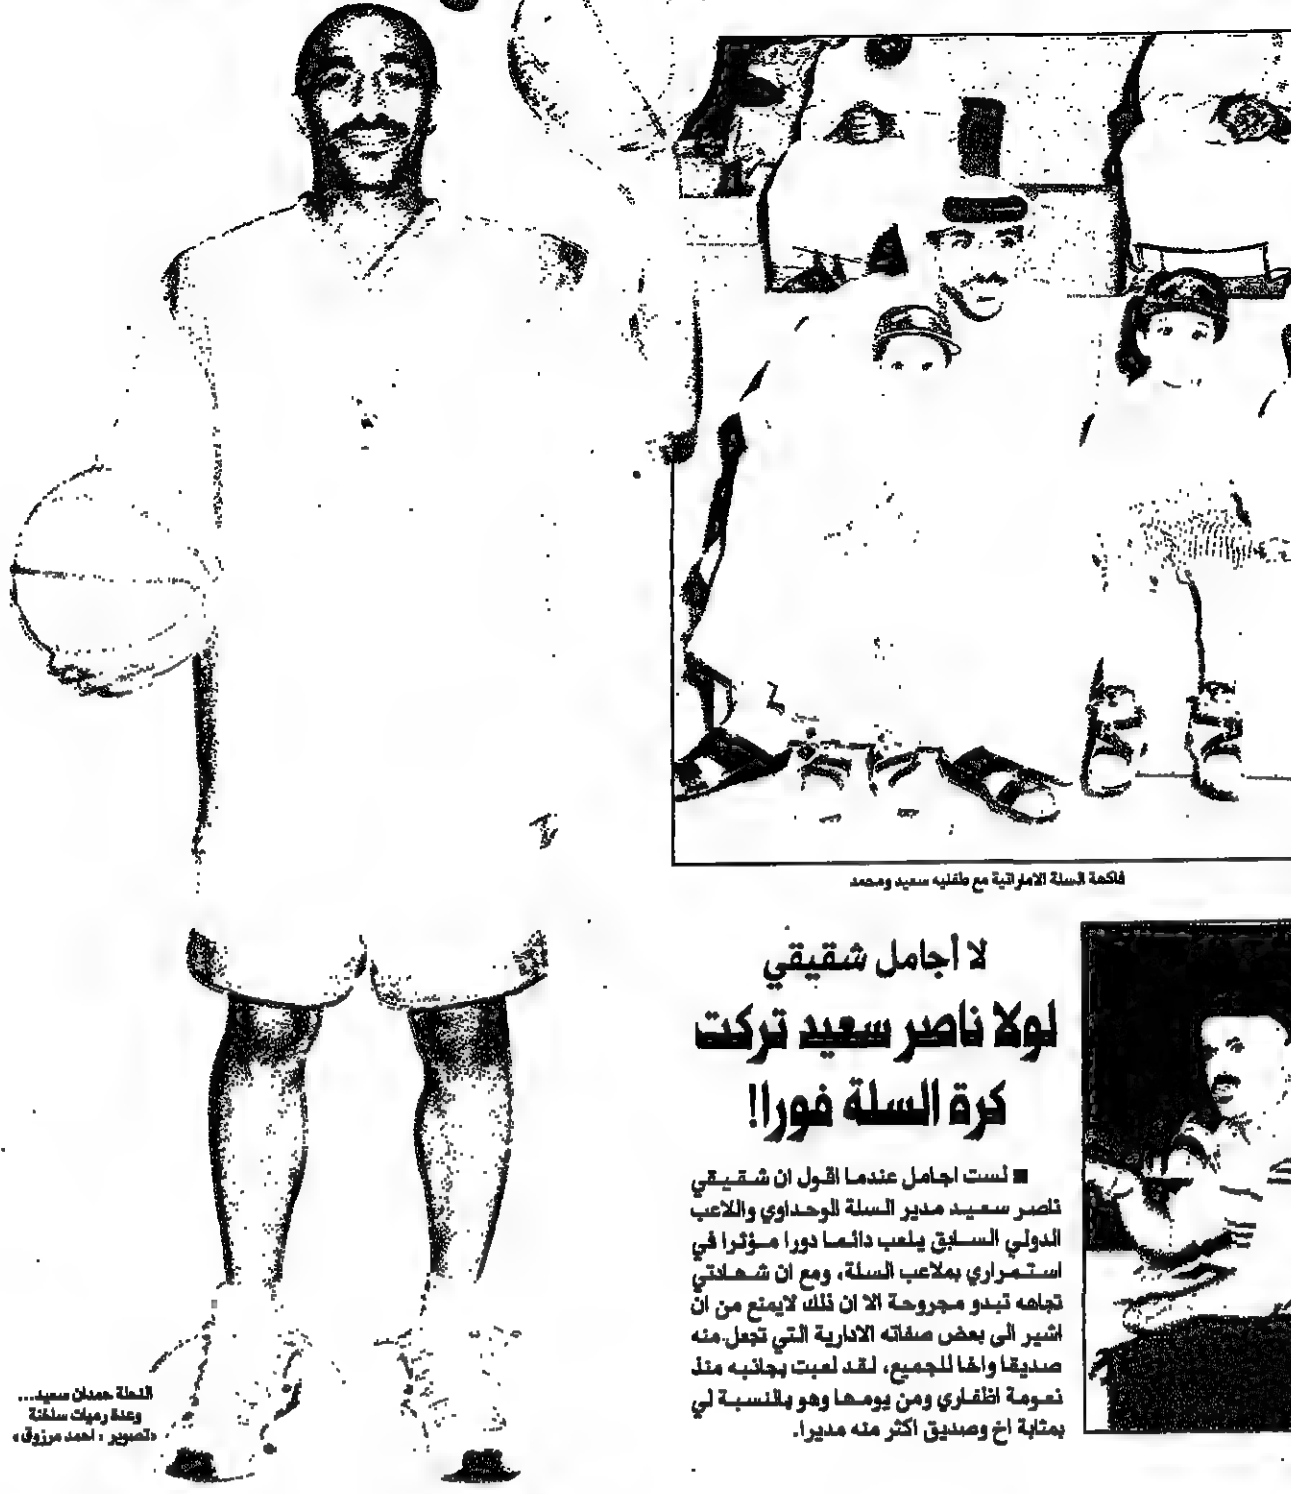 فاكهة السلة الاماراتية مع طفليه سعيد ومحمد
لا أجامل شقيقي
لولا ناصر سعيد تركت
كرة السلة فورا!
■ لست اجامل عندما اقول ان شقيقي
ناصر سعيد مدير السلة الوحداوي واللاعب
الدولي السابق يلعب دائما دورا مؤثرا في
استمراري بملاعب السلة، ومع ان شهادتي
تجاهه تبدو مجروحة الا ان ذلك لايمنع من ان
اشير الى بعض صفاته الادارية التي تجعل منه
صديقا واخا للجميع، لقد لعبت بجانبه منذ
نعومة اظفاري ومن يومها وهو بالنسبة لي
بمثابة اخ وصديق اكثر منه مديرا.
النحلة حمدان سعيد...
وعدة رميات ساخنة
«تصوير : احمد مرزوق»